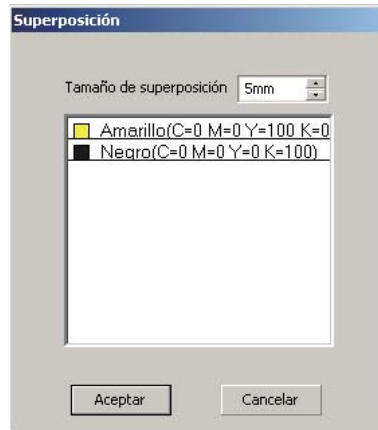 Superposición
Tamaño de superposición 5mm
Amarillo(C=0 M=0 Y=100 K=0
Negro(C=0 M=0 Y=0 K=100)
Aceptar Cancelar